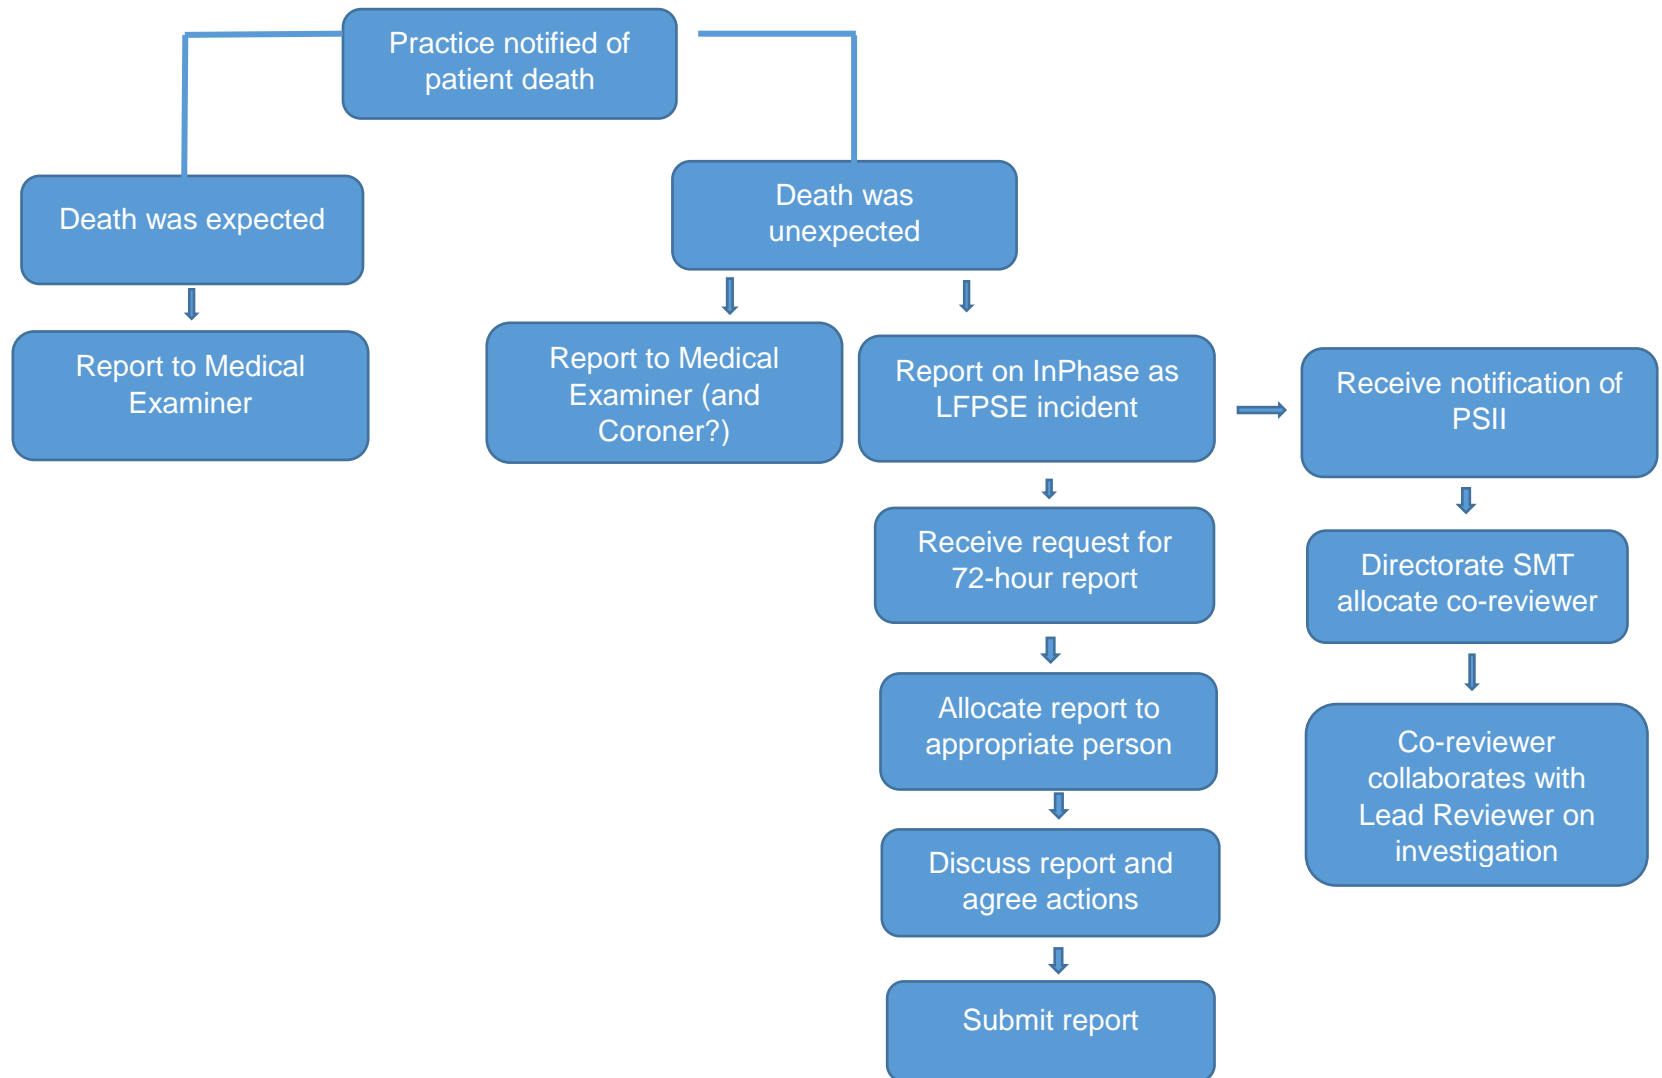 Practice notified of
patient death
Death was expected
Death was
unexpected
Report to Medical
Examiner
Report to Medical
Examiner (and
Coroner?)
Report on InPhase as
LFPSE incident
Receive notification of
PSII
Receive request for
72-hour report
Directorate SMT
allocate co-reviewer
Allocate report to
appropriate person
Co-reviewer
collaborates with
Lead Reviewer on
investigation
Discuss report and
agree actions
Submit report